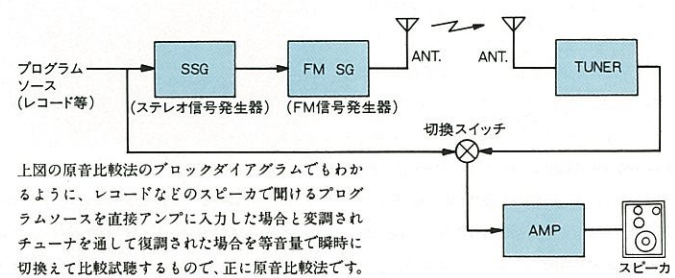 プログラム
ソース
(レコード等)
SSG
(ステレオ信号発生器)
FM SG
(FM信号発生器)
ANT.
ANT.
TUNER
切換スイッチ
上図の原音比較法のブロックダイアグラムでもわか
るように、レコードなどのスピーカで聞けるプログ
ラムソースを直接アンプに入力した場合と変調され
チューナを通して復調された場合を等音量で瞬時に
切換えて比較試聴するもので、正に原音比較法です。
AMP
スピーカ